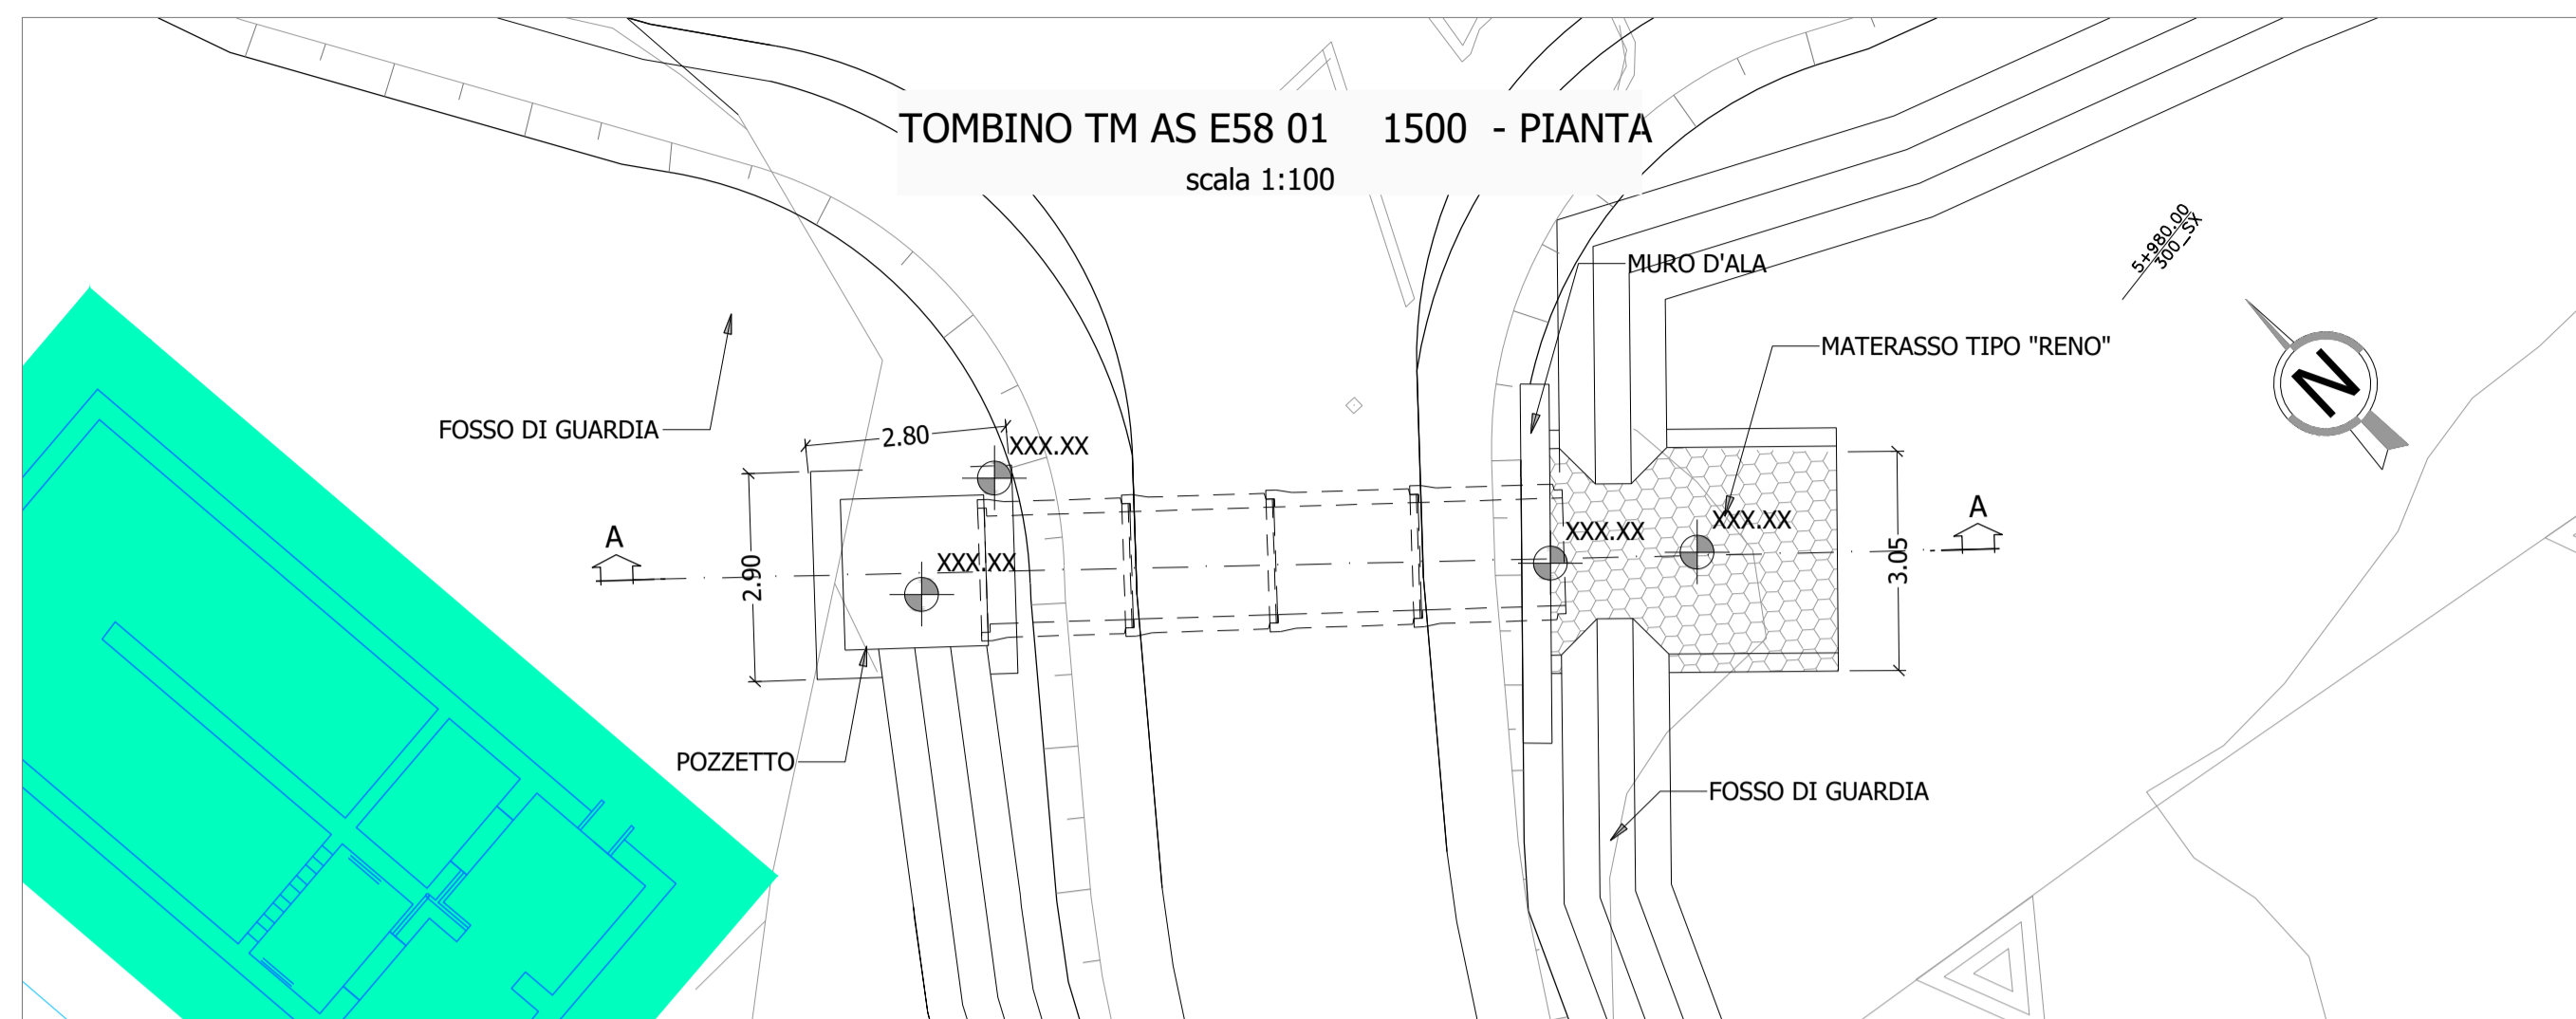 TOMBINO TM AS E58 01 1500 - PIANTA
scala 1:100
5+980.00
300_SX
MURO D'ALA
MATERASSO TIPO "RENO"
N
FOSSO DI GUARDIA
2.80
XXX.XX
A
2.90
XXX.XX
XXX.XX
XXX.XX
3.05
A
POZZETTO
FOSSO DI GUARDIA